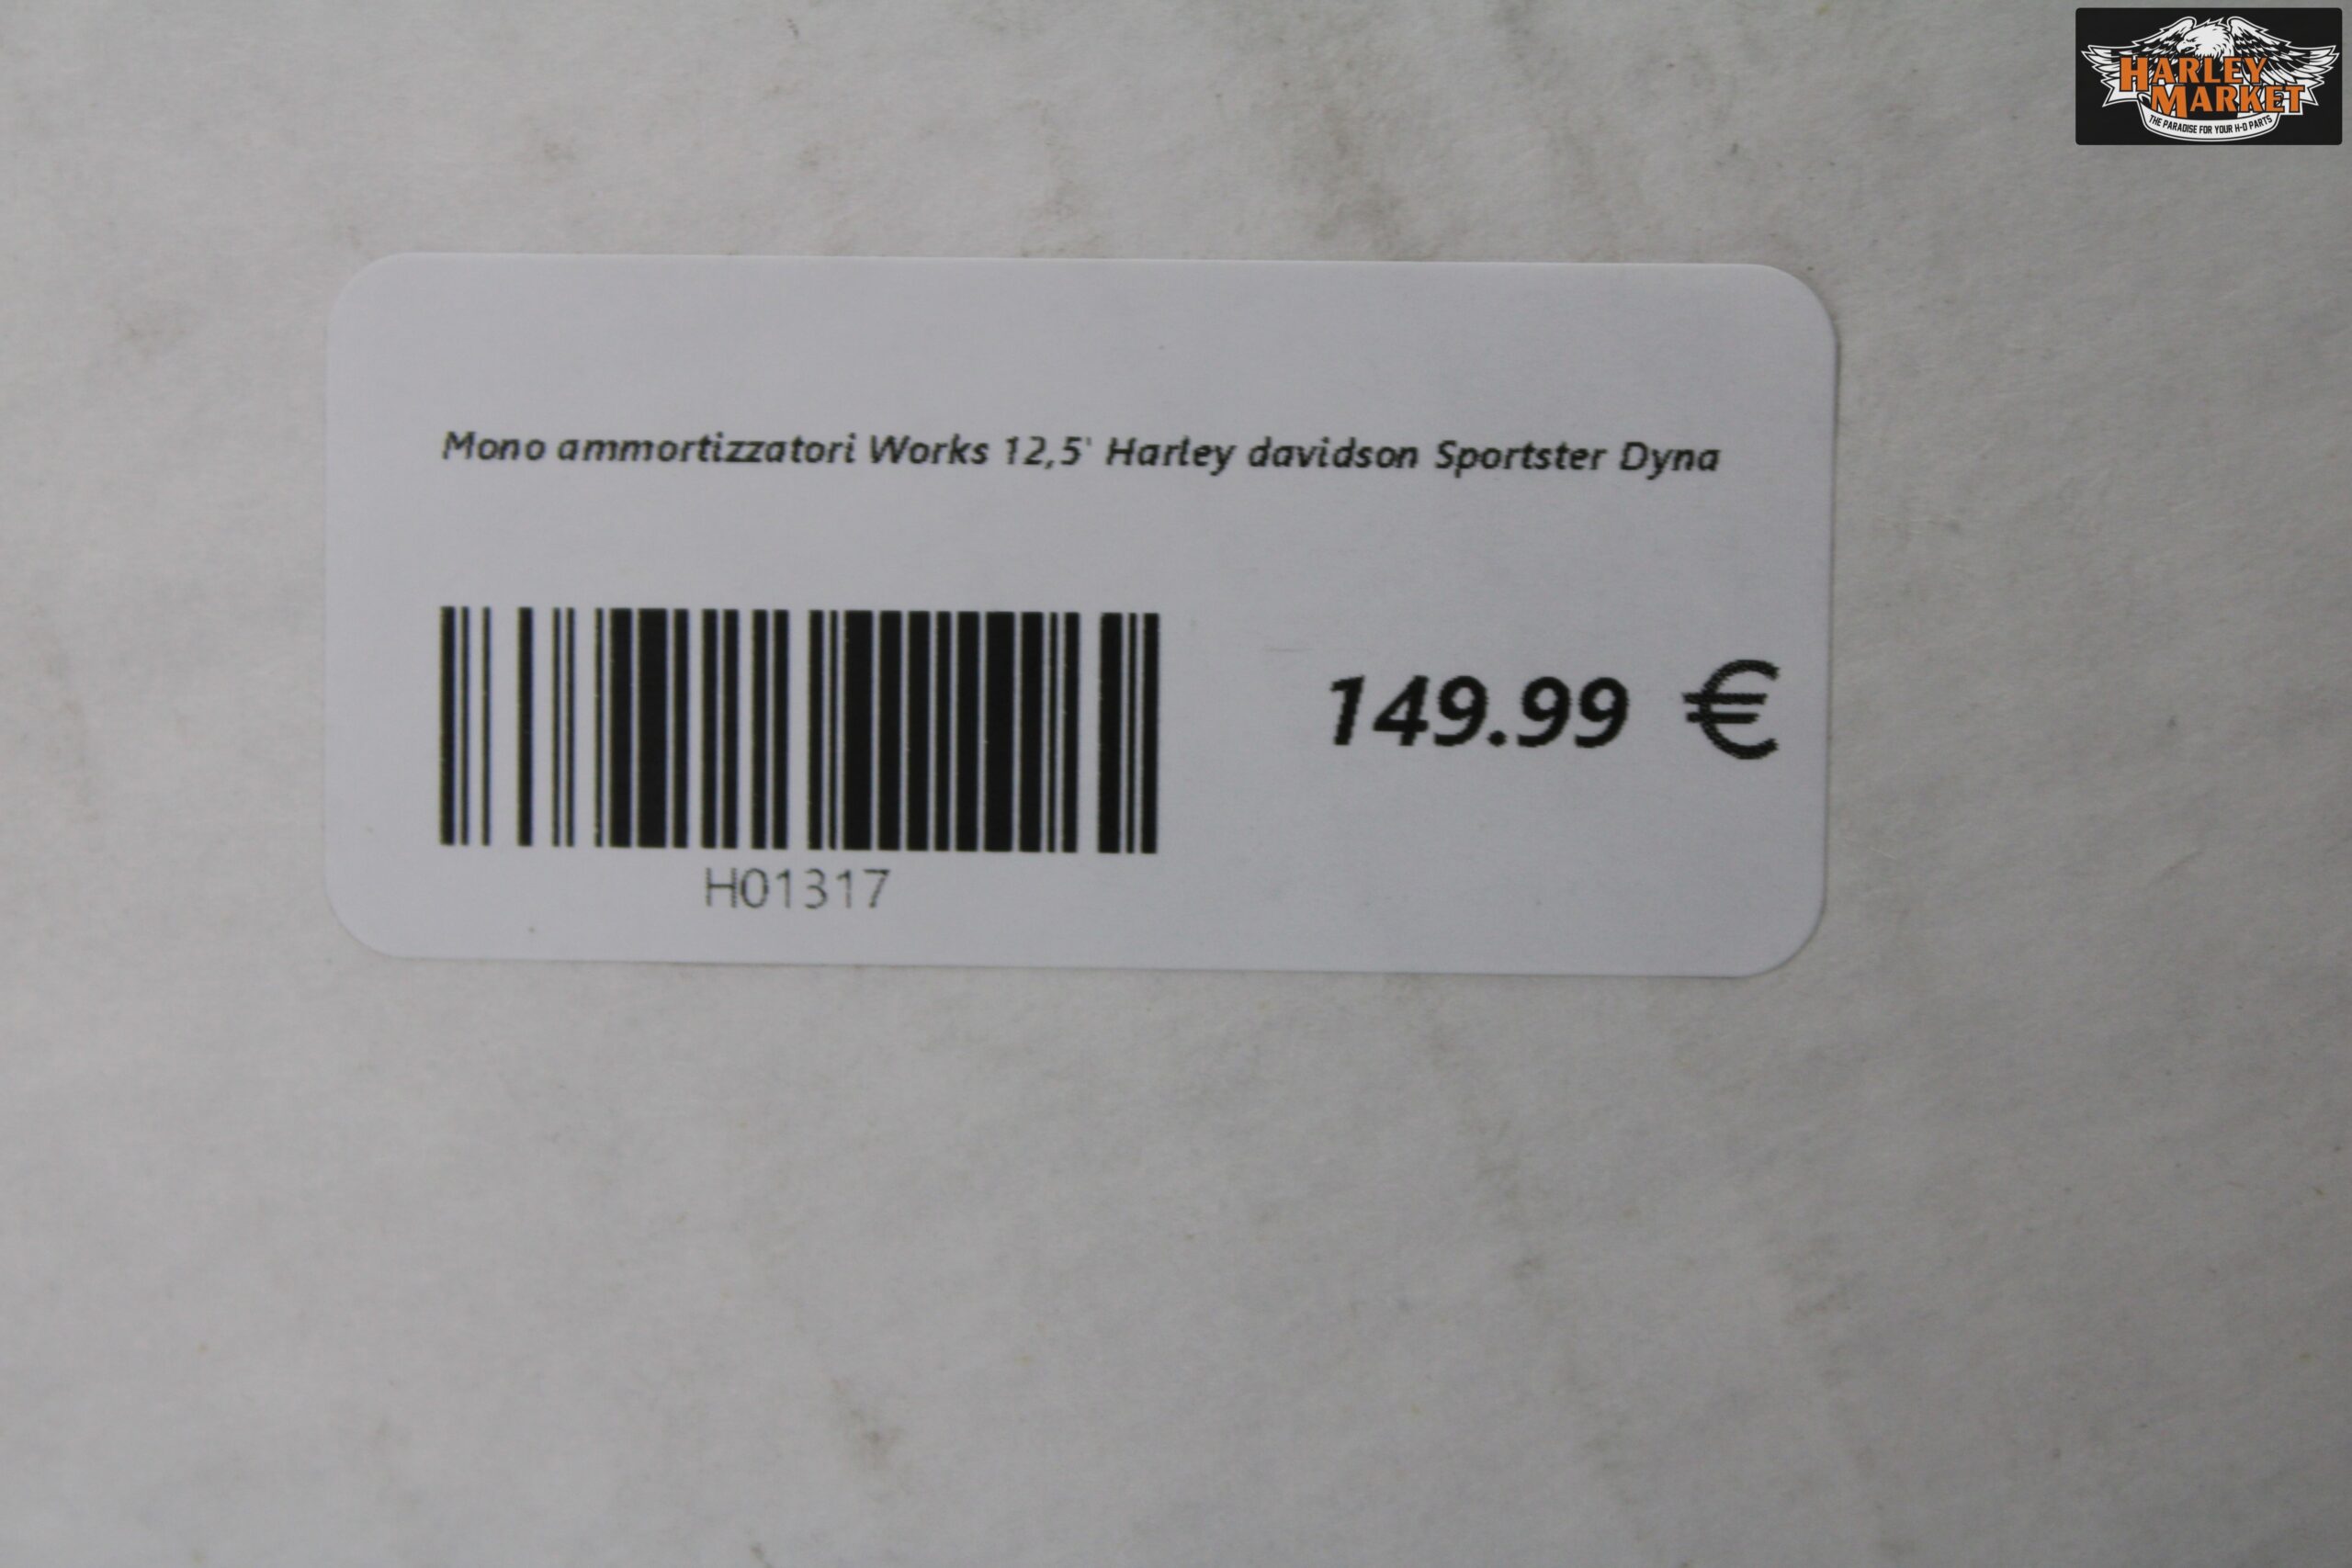 HARLEY
MARKET
THE PARADISE FOR YOUR H-D PARTS
Mono ammortizzatori Works 12,5' Harley davidson Sportster Dyna
149.99 €
H01317